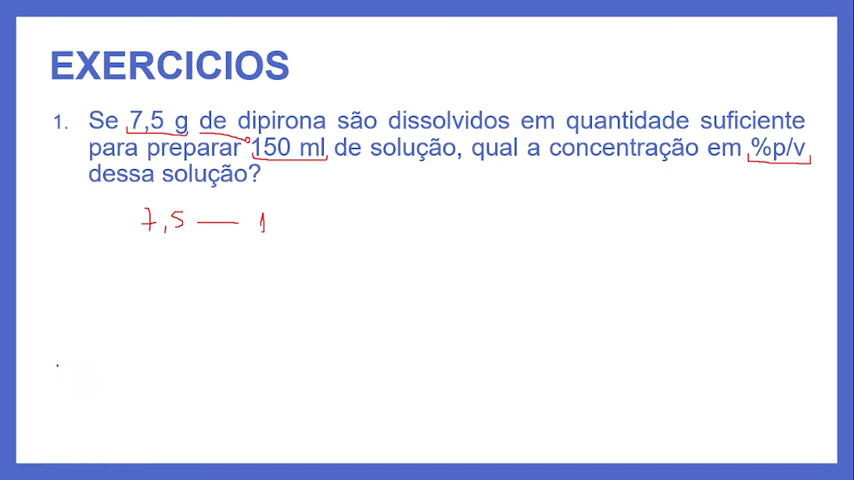 EXERCICIOS
1. Se 7,5 g de dipirona são dissolvidos em quantidade suficiente
para preparar 150 ml de solução, qual a concentração em %p/v
dessa solução?
7,5 — 1